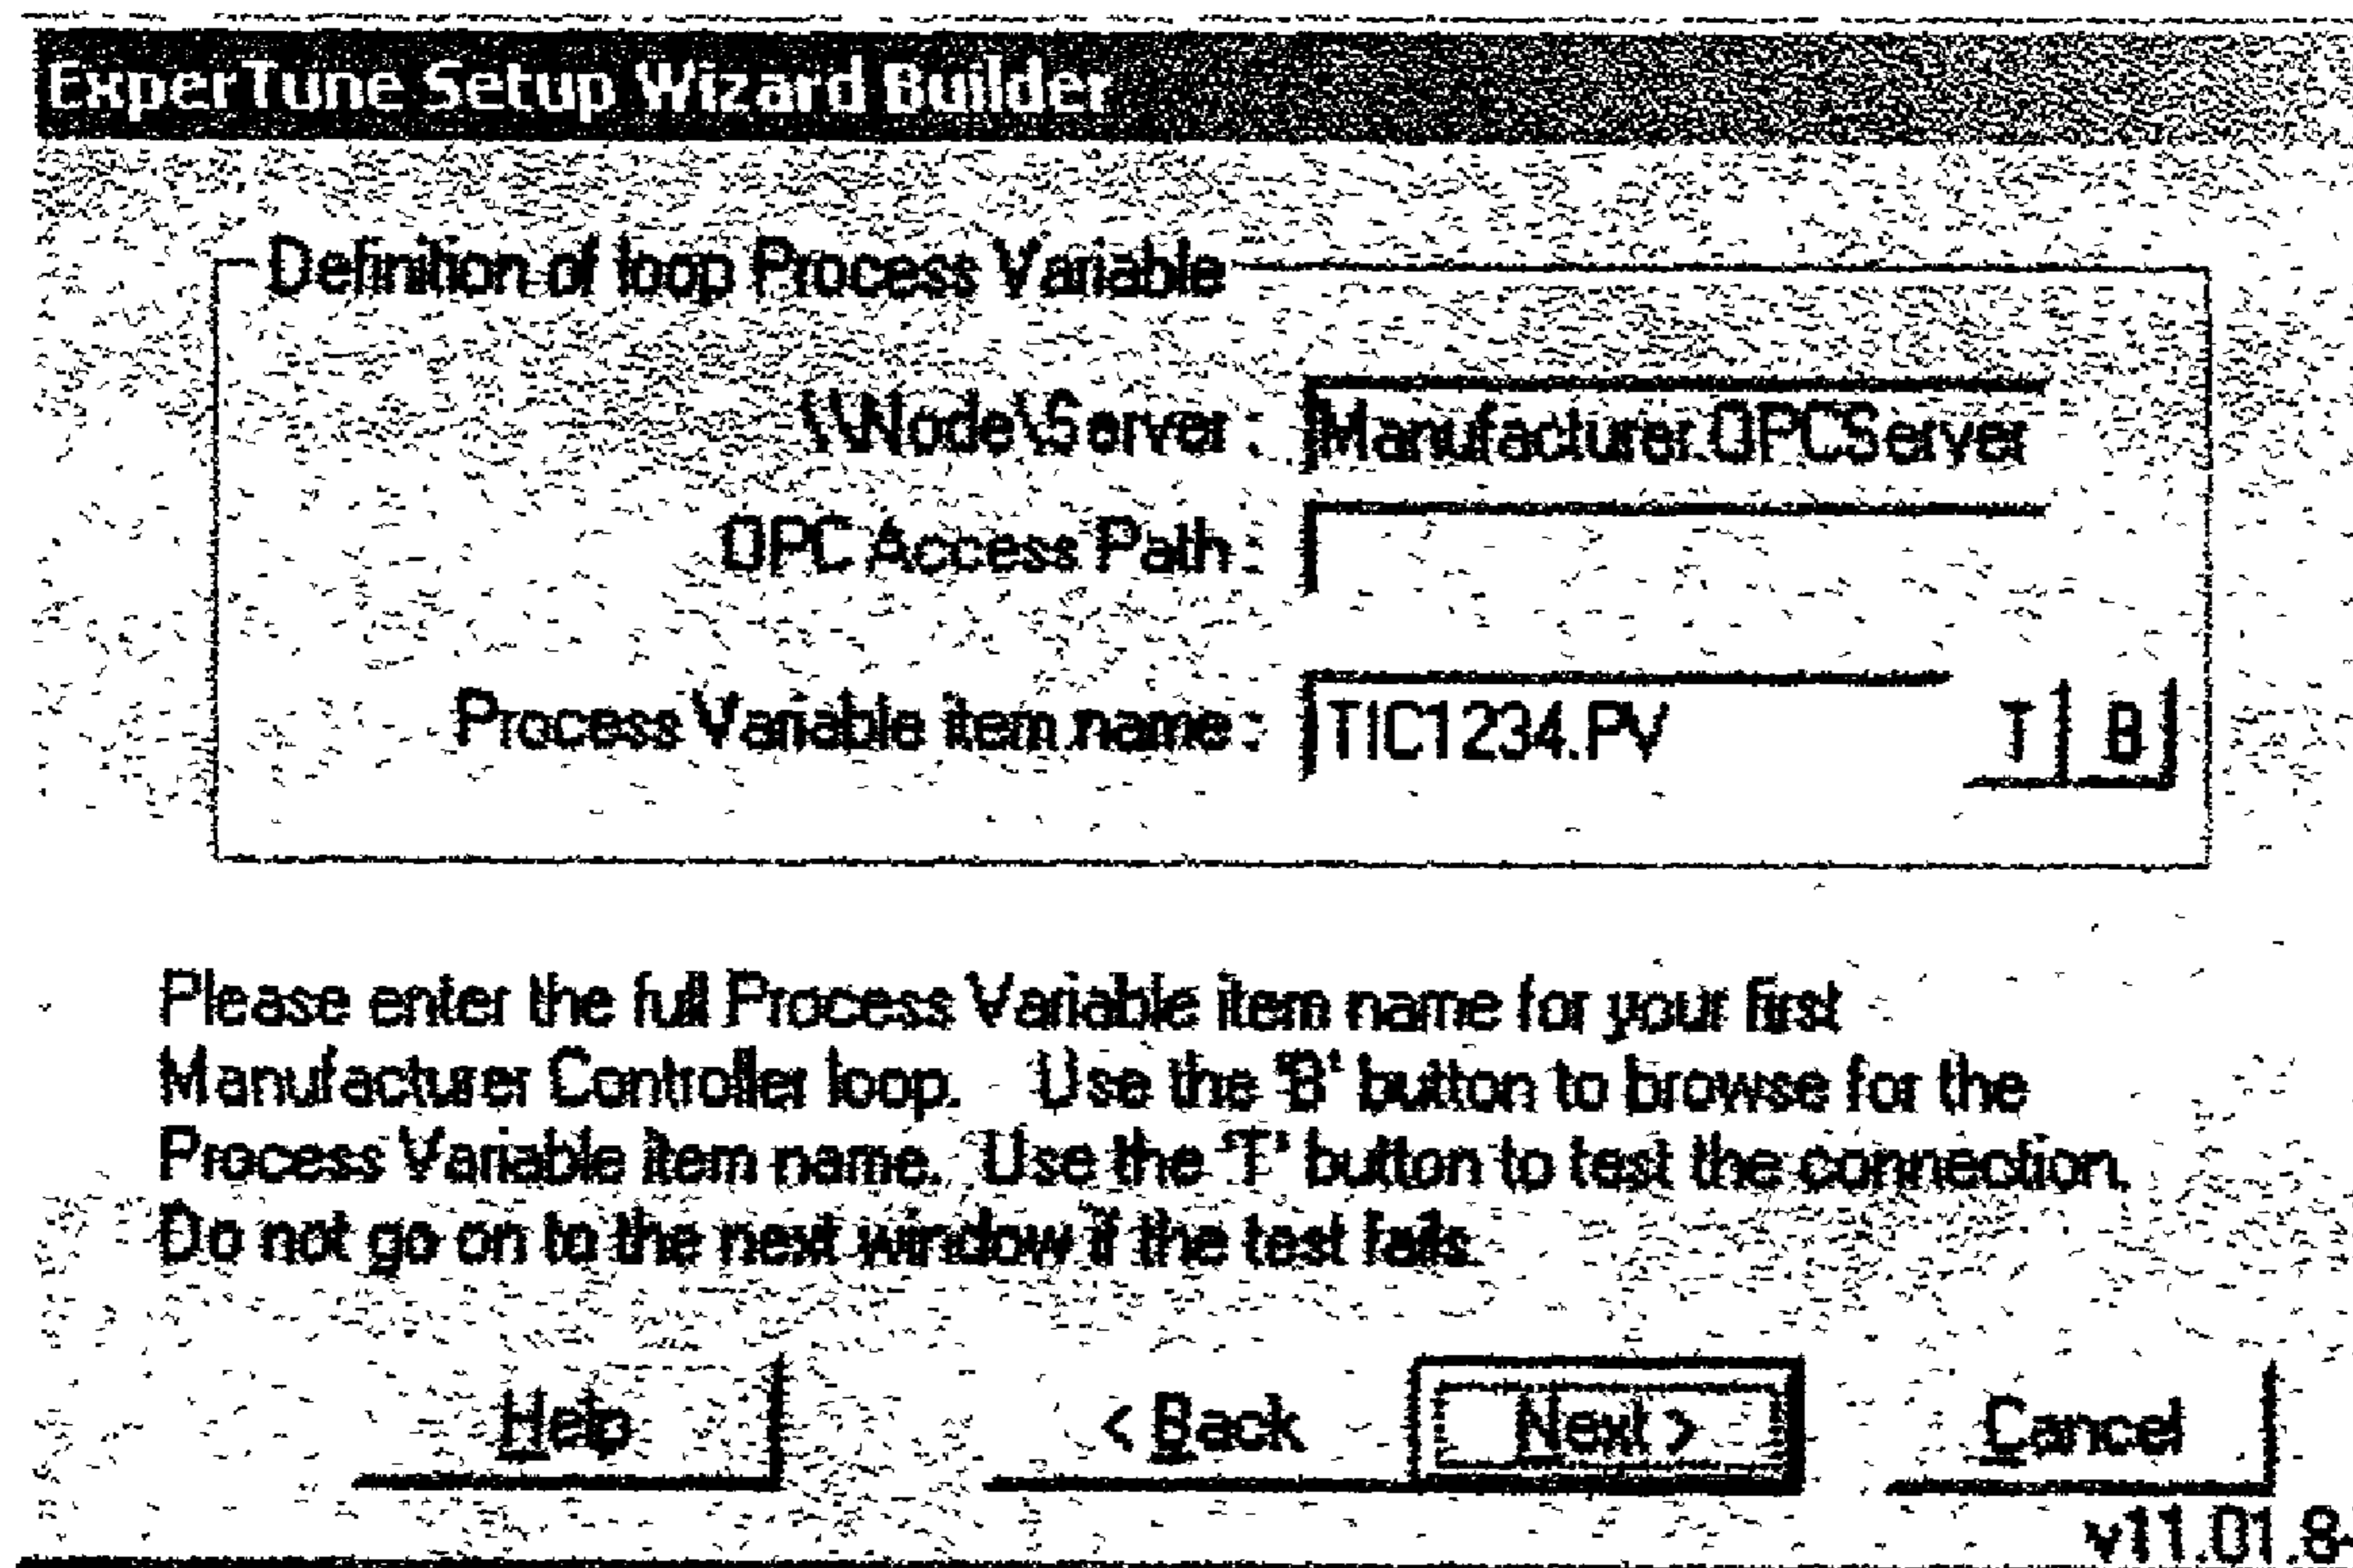 ExperTune Setup Wizard Builder
Definition of loop Process Variable
\\Node\Server : Manufacturer.OPCServer
OPC Access Path :
Process Variable item name : TIC1234.PV T B
Please enter the full Process Variable item name for your first
Manufacturer Controller loop. Use the 'B' button to browse for the
Process Variable item name. Use the 'T' button to test the connection.
Do not go on to the next window if the test fails.
Help < Back Next > Cancel
v11.01.8-